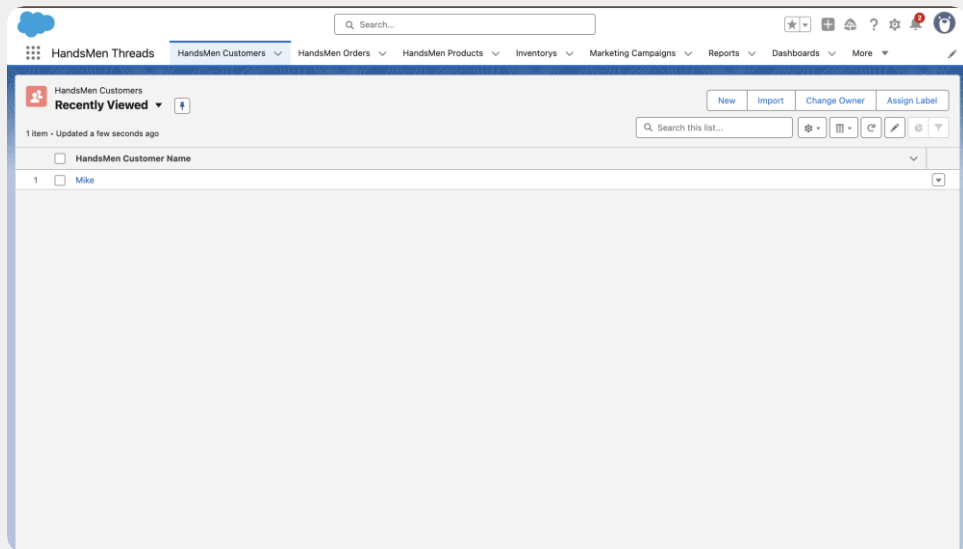 Search...
2
HandsMen Threads HandsMen Customers HandsMen Orders HandsMen Products Inventorys Marketing Campaigns Reports Dashboards More
HandsMen Customers
Recently Viewed
New Import Change Owner Assign Label
1 item • Updated a few seconds ago
Search this list...
HandsMen Customer Name
1 Mike